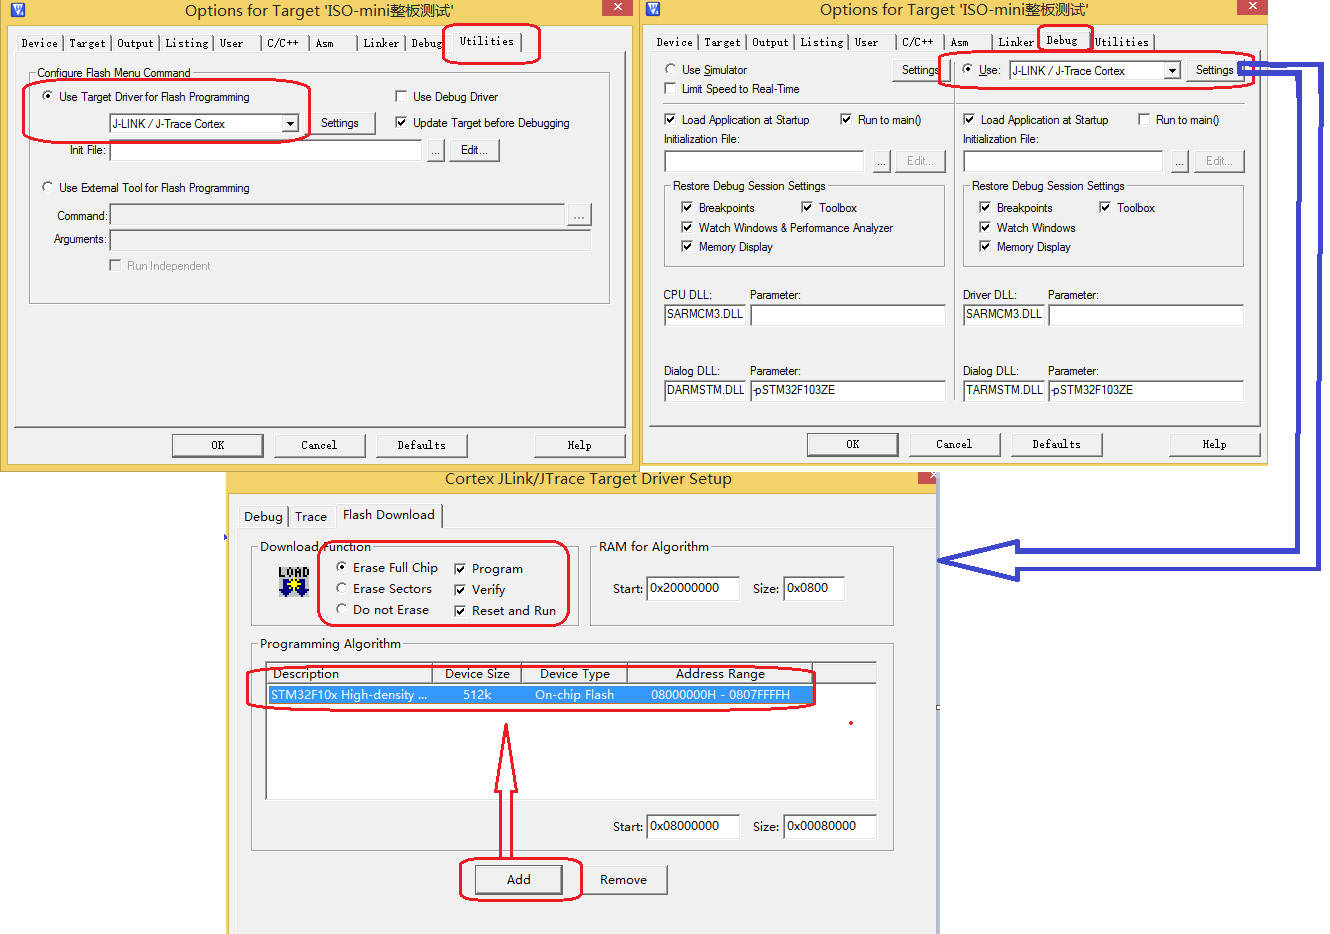 Options for Target 'ISO-mini整板测试'
Device Target Output Listing User C/C++ Asm Linker Debug Utilities
Configure Flash Menu Command
Use Target Driver for Flash Programming
Use Debug Driver
J-LINK / J-Trace Cortex
Settings
Update Target before Debugging
Init File:
...
Edit...
Use External Tool for Flash Programming
Command:
...
Arguments:
Run Independent
OK Cancel Defaults Help
Options for Target 'ISO-mini整板测试'
Device Target Output Listing User C/C++ Asm Linker Debug Utilities
Use Simulator
Settings
Limit Speed to Real-Time
Use: J-LINK / J-Trace Cortex
Settings
Load Application at Startup
Run to main()
Initialization File:
...
Edit...
Restore Debug Session Settings
Breakpoints
Toolbox
Watch Windows & Performance Analyzer
Memory Display
CPU DLL: Parameter:
SARMCM3.DLL
Dialog DLL: Parameter:
DARMSTM.DLL -pSTM32F103ZE
Load Application at Startup
Run to main()
Initialization File:
...
Edit...
Restore Debug Session Settings
Breakpoints
Toolbox
Watch Windows
Memory Display
Driver DLL: Parameter:
SARMCM3.DLL
Dialog DLL: Parameter:
TARMSTM.DLL -pSTM32F103ZE
OK Cancel Defaults Help
Cortex JLink/JTrace Target Driver Setup
Debug Trace Flash Download
Download Function
LOAD
Erase Full Chip
Program
Erase Sectors
Verify
Do not Erase
Reset and Run
RAM for Algorithm
Start: 0x20000000 Size: 0x0800
Programming Algorithm
Description Device Size Device Type Address Range
STM32F10x High-density ... 512k On-chip Flash 08000000H - 0807FFFFH
Start: 0x08000000 Size: 0x00080000
Add Remove